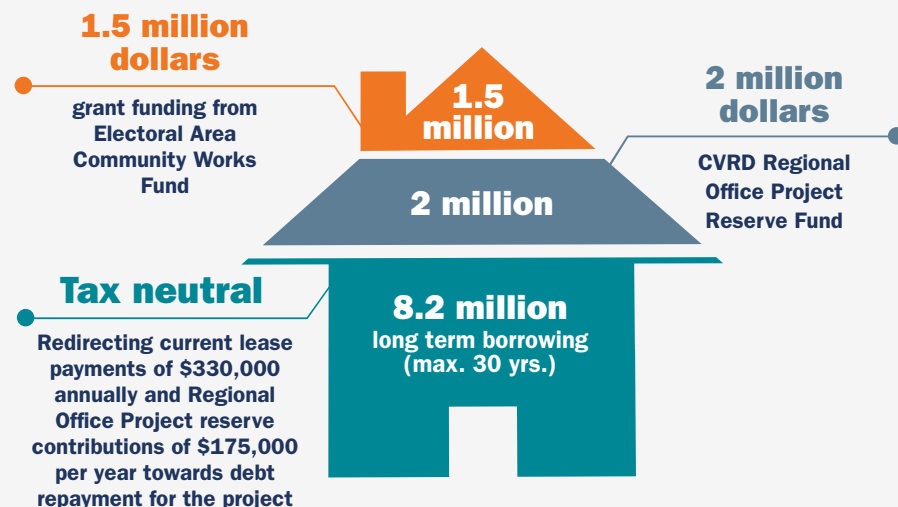 1.5 million
dollars
grant funding from
Electoral Area
Community Works
Fund
1.5
million
2 million
dollars
CVRD Regional
Office Project
Reserve Fund
2 million
Tax neutral
Redirecting current lease
payments of $330,000
annually and Regional
Office Project reserve
contributions of $175,000
per year towards debt
repayment for the project
8.2 million
long term borrowing
(max. 30 yrs.)